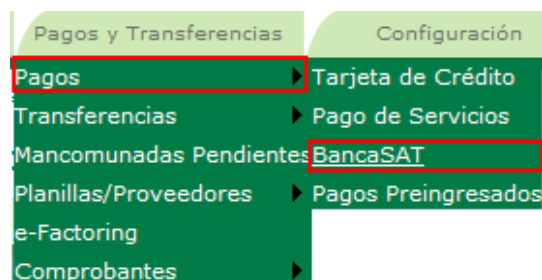 Pagos y Transferencias
Configuración
Pagos
Tarjeta de Crédito
Transferencias
Pago de Servicios
Mancomunadas Pendientes
BancaSAT
Planillas/Proveedores
Pagos Preingresados
e-Factoring
Comprobantes